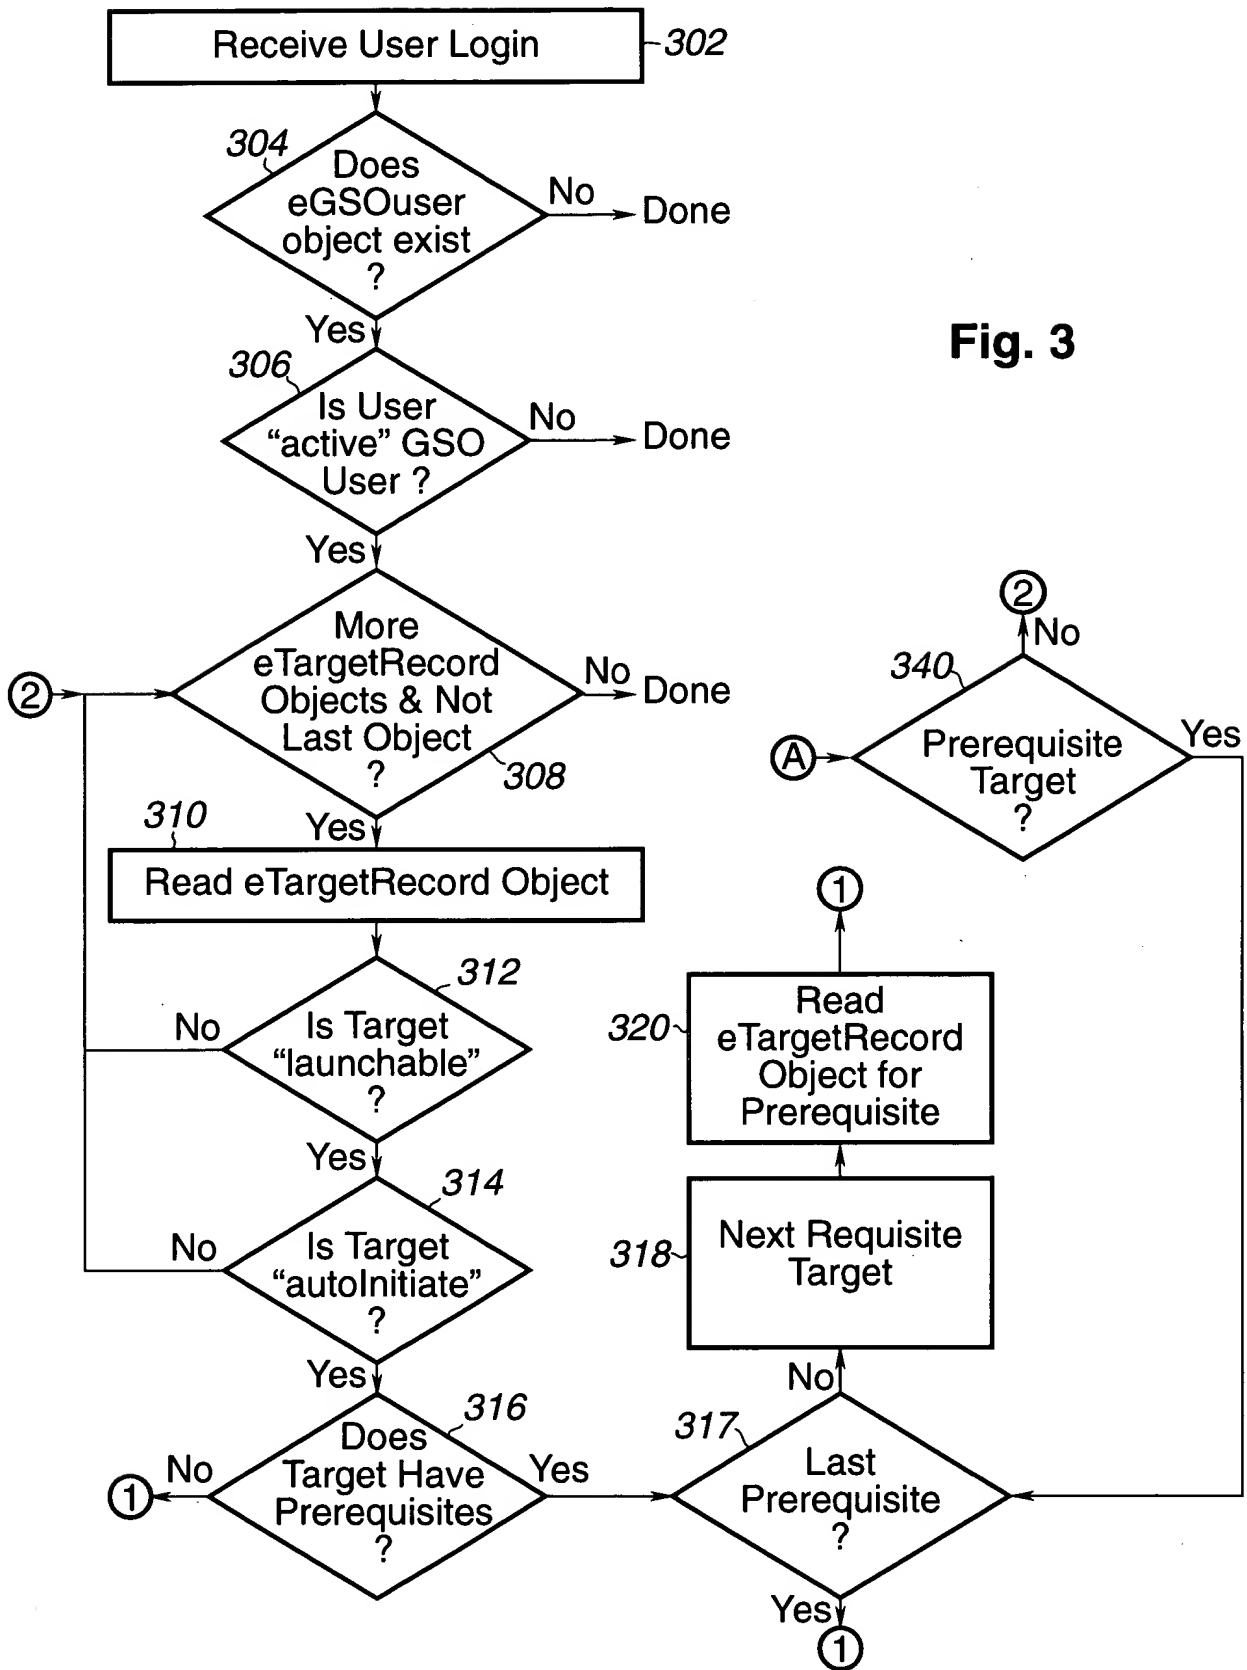 Receive User Login
302
304
Does
eGSOuser
object exist
?
No
Done
Yes
Fig. 3
306
Is User
“active” GSO
User ?
No
Done
Yes
More
eTargetRecord
Objects & Not
Last Object
?
2
No
Done
308
Yes
310
Read eTargetRecord Object
312
Is Target
“launchable”
?
No
Yes
314
Is Target
“autoInitiate”
?
No
Yes
316
Does
Target Have
Prerequisites
?
No
1
Yes
2
No
340
A
Prerequisite
Target
?
Yes
1
320
Read
eTargetRecord
Object for
Prerequisite
318
Next Requisite
Target
No
317
Last
Prerequisite
?
Yes
1